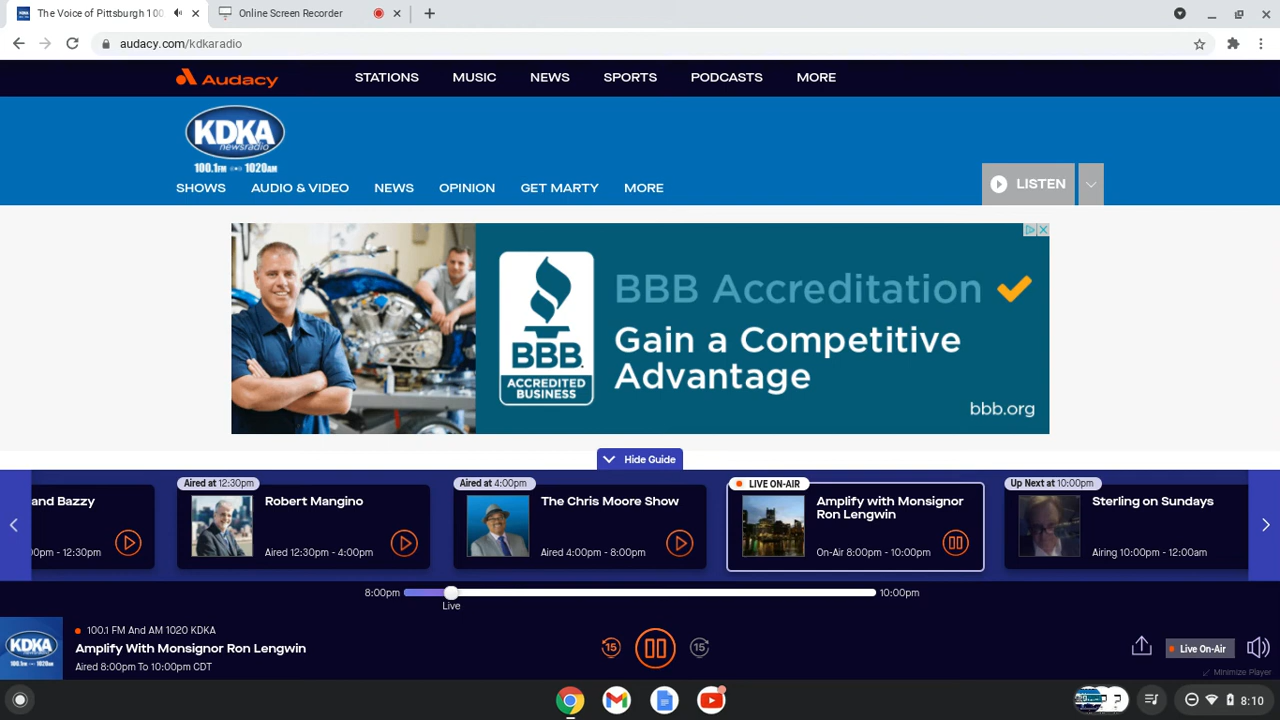 The Voice of Pittsburgh 100
Online Screen Recorder
audacy.com/kdkaradio
Audacy
STATIONS MUSIC NEWS SPORTS PODCASTS MORE
KDKA
newsradio
100.1FM 1020AM
SHOWS AUDIO & VIDEO NEWS OPINION GET MARTY MORE
LISTEN
BBB Accreditation
Gain a Competitive
Advantage
BBB.
ACCREDITED
BUSINESS
bbb.org
Hide Guide
and Bazzy
0pm - 12:30pm
Aired at 12:30pm
Robert Mangino
Aired 12:30pm - 4:00pm
Aired at 4:00pm
The Chris Moore Show
Aired 4:00pm - 8:00pm
LIVE ON-AIR
Amplify with Monsignor
Ron Lengwin
On-Air 8:00pm - 10:00pm
Up Next at 10:00pm
Sterling on Sundays
Airing 10:00pm - 12:00am
8:00pm
10:00pm
Live
KDKA
100.1 FM And AM 1020 KDKA
Amplify With Monsignor Ron Lengwin
Aired 8:00pm To 10:00pm CDT
15
15
Live On-Air
Minimize Player
8:10